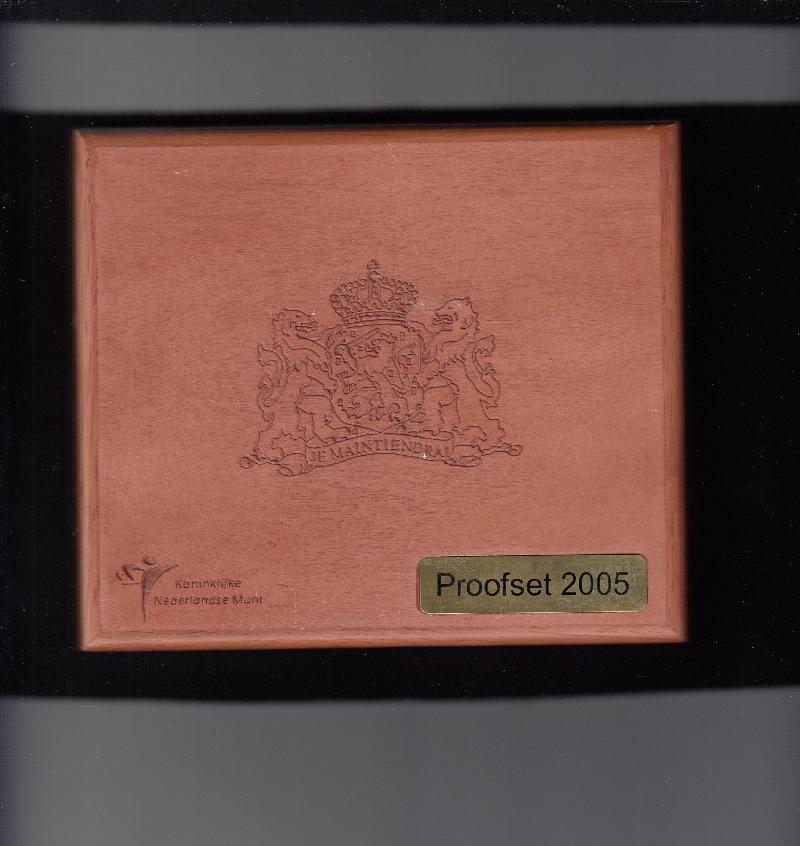 JE MAINTIENDRAI
Koninklijke
Nederlandse Munt
Proofset 2005